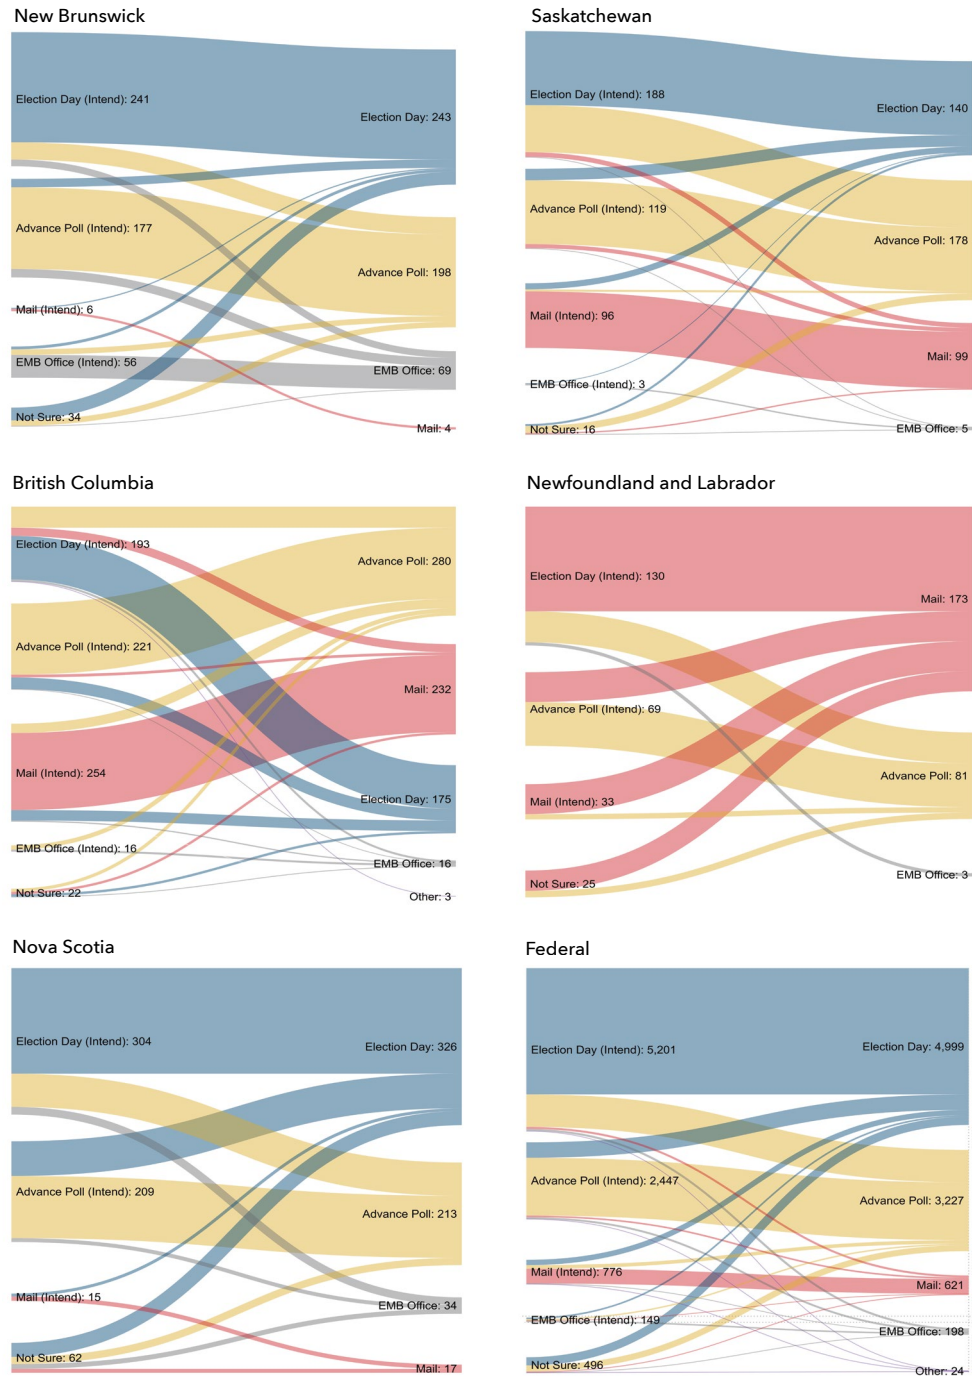 New Brunswick
Election Day (Intend): 241
Election Day: 243
Advance Poll (Intend): 177
Advance Poll: 198
Mail (Intend): 6
EMB Office (Intend): 56
EMB Office: 69
Not Sure: 34
Mail: 4
Saskatchewan
Election Day (Intend): 188
Election Day: 140
Advance Poll (Intend): 119
Advance Poll: 178
Mail (Intend): 96
Mail: 99
EMB Office (Intend): 3
Not Sure: 16
EMB Office: 5
British Columbia
Election Day (Intend): 193
Advance Poll: 280
Advance Poll (Intend): 221
Mail: 232
Mail (Intend): 254
Election Day: 175
EMB Office (Intend): 16
EMB Office: 16
Not Sure: 22
Other: 3
Newfoundland and Labrador
Election Day (Intend): 130
Mail: 173
Advance Poll (Intend): 69
Advance Poll: 81
Mail (Intend): 33
EMB Office: 3
Not Sure: 25
Nova Scotia
Election Day (Intend): 304
Election Day: 326
Advance Poll (Intend): 209
Advance Poll: 213
Mail (Intend): 15
EMB Office: 34
Not Sure: 62
Mail: 17
Federal
Election Day (Intend): 5,201
Election Day: 4,999
Advance Poll (Intend): 2,447
Advance Poll: 3,227
Mail (Intend): 776
Mail: 621
EMB Office (Intend): 149
EMB Office: 198
Not Sure: 496
Other: 24